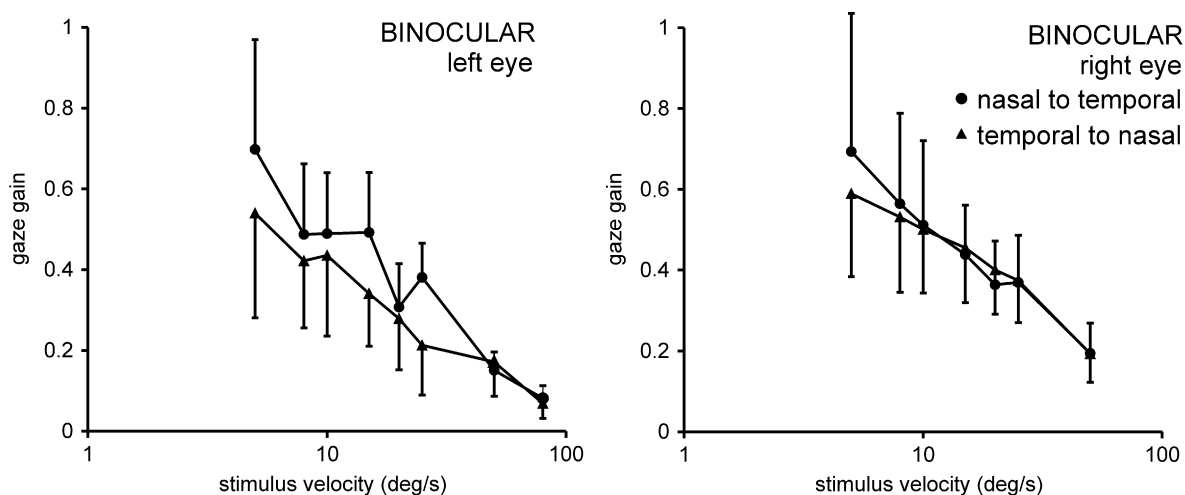 BINOCULAR
left eye
1
0.8
0.6
0.4
0.2
0
gaze gain
1
10
100
stimulus velocity (deg/s)
BINOCULAR
right eye
nasal to temporal
temporal to nasal
1
0.8
0.6
0.4
0.2
0
gaze gain
1
10
100
stimulus velocity (deg/s)